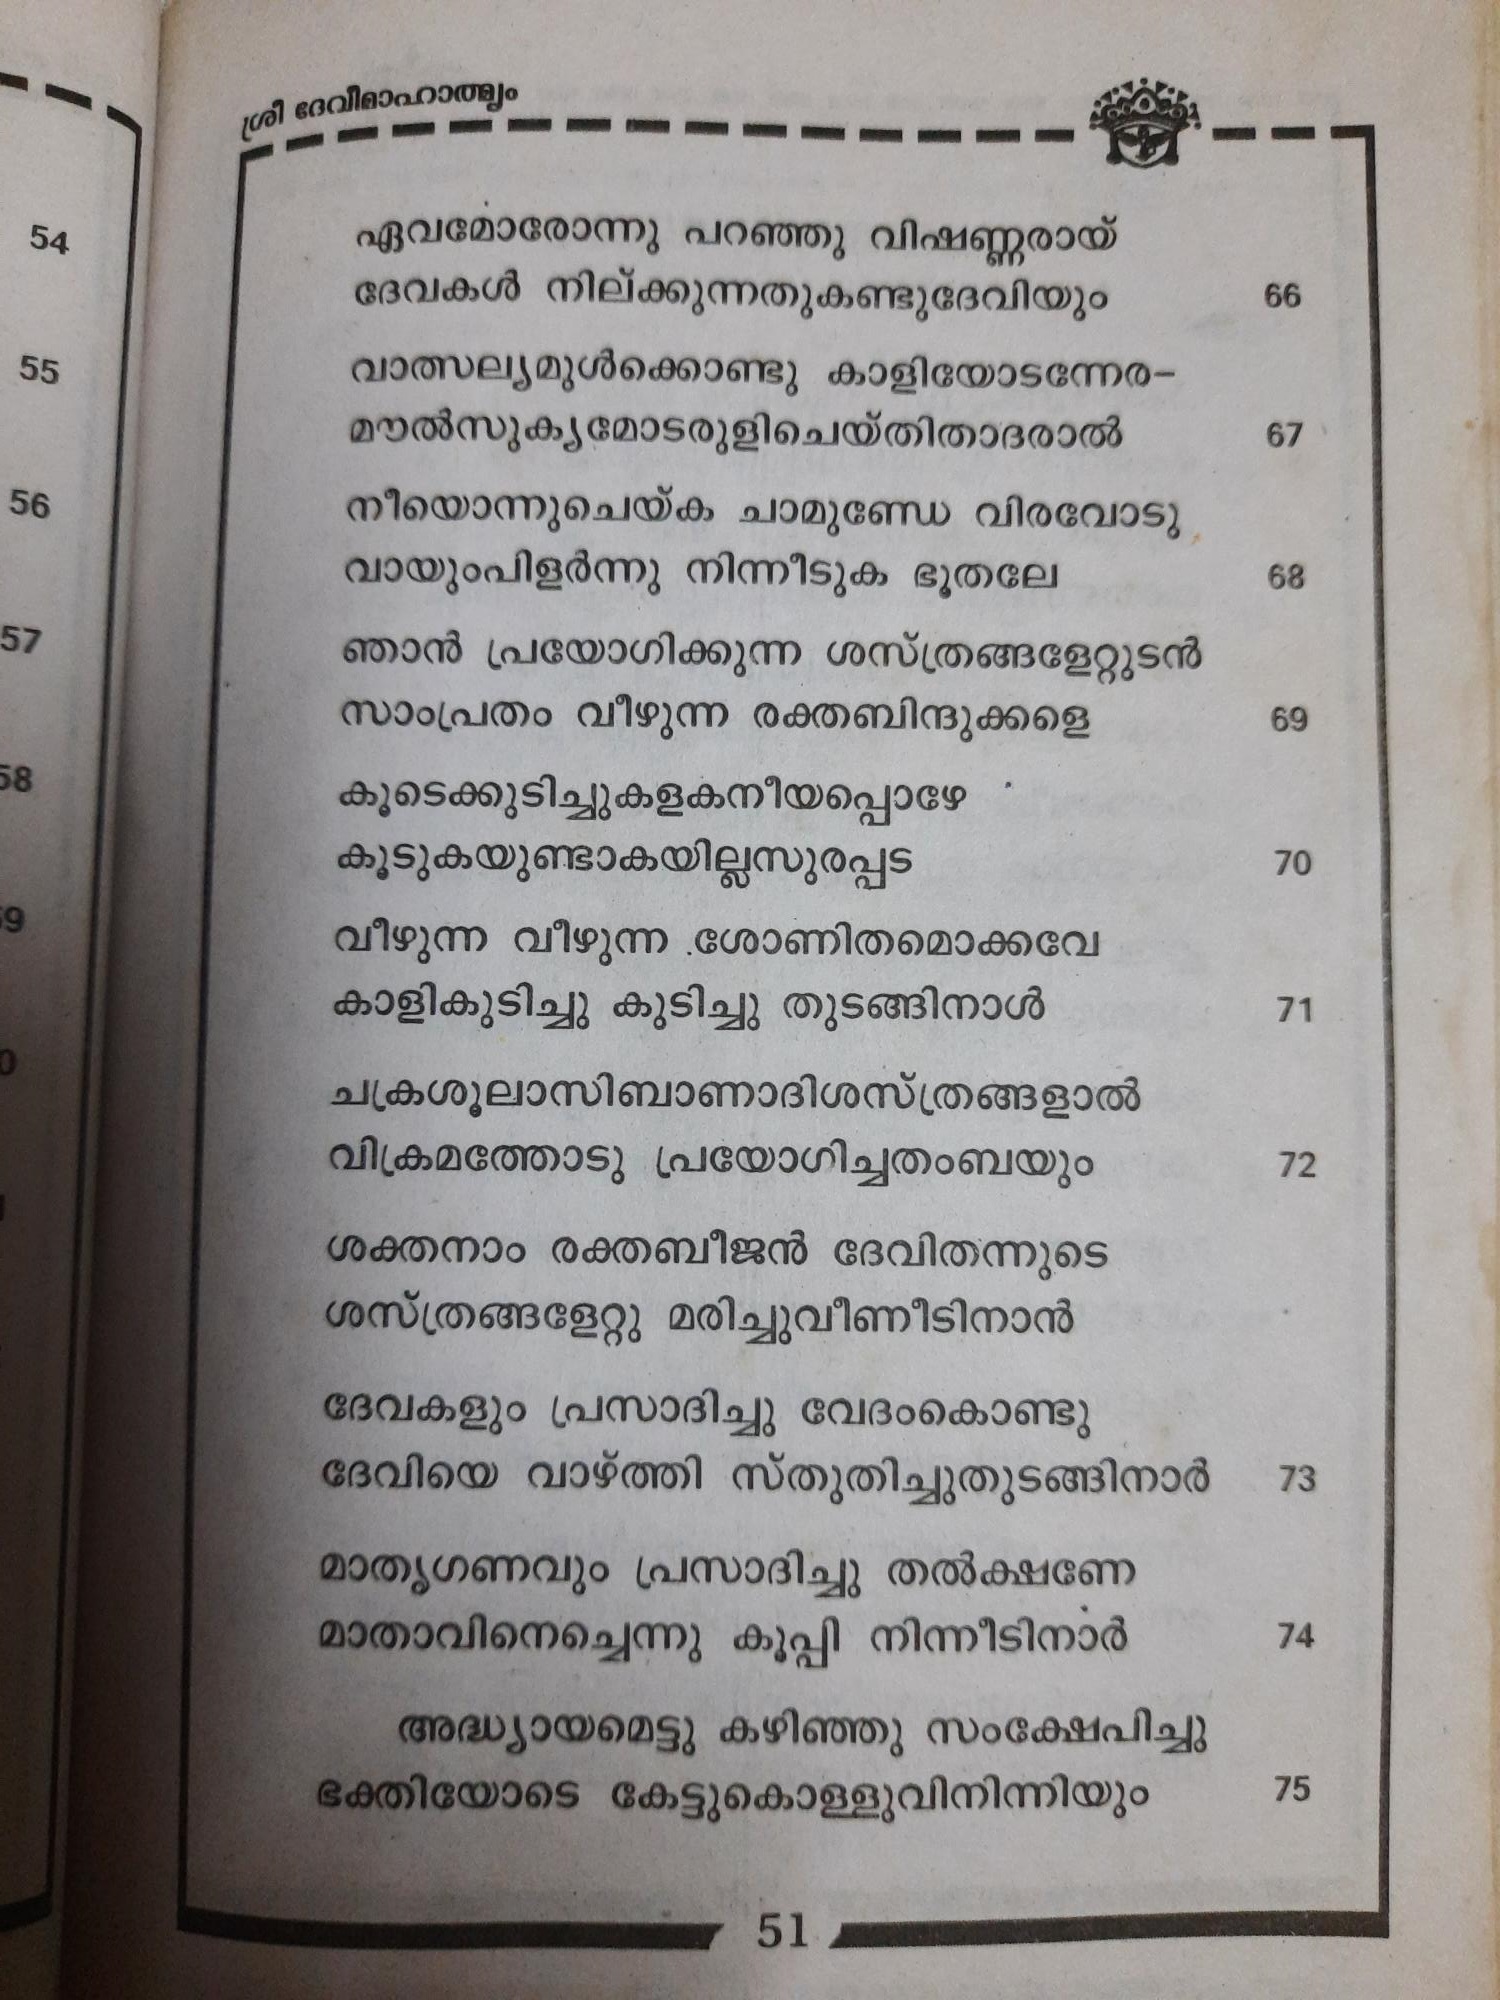 ശ്രീ ദേവീമാഹാത്മ്യം
54
55
56
57
58
59
ഏവമോരോന്നു പറഞ്ഞു വിഷണ്ണരായ്
ദേവകൾ നില്ക്കുന്നതുകണ്ടുദേവിയും 66
വാത്സല്യമുൾക്കൊണ്ടു കാളിയോടന്നേര–
മൗൽസുക്യമോടരുളിചെയ്തിതാദരാൽ 67
നീയൊന്നുചെയ്ക ചാമുണ്ഡേ വിരവോടു
വായുംപിളർന്നു നിന്നീടുക ഭൂതലേ 68
ഞാൻ പ്രയോഗിക്കുന്ന ശസ്ത്രങ്ങളേറ്റുടൻ
സാംപ്രതം വീഴുന്ന രക്തബിന്ദുക്കളെ 69
കൂടെക്കുടിച്ചുകളകനീയപ്പൊഴേ
കൂടുകയുണ്ടാകയില്ലസുരപ്പട 70
വീഴുന്ന വീഴുന്ന ശോണിതമൊക്കവേ
കാളികുടിച്ചു കുടിച്ചു തുടങ്ങിനാൾ 71
ചക്രശൂലാസിബാണാദിശസ്ത്രങ്ങളാൽ
വിക്രമത്തോടു പ്രയോഗിച്ചതംബയും 72
ശക്തനാം രക്തബീജൻ ദേവിതന്നുടെ
ശസ്ത്രങ്ങളേറ്റു മരിച്ചുവീണീടിനാൻ
ദേവകളും പ്രസാദിച്ചു വേദംകൊണ്ടു
ദേവിയെ വാഴ്ത്തി സ്തുതിച്ചുതുടങ്ങിനാർ 73
മാതൃഗണവും പ്രസാദിച്ചു തൽക്ഷണേ
മാതാവിനെച്ചെന്നു കൂപ്പി നിന്നീടിനാർ 74
അദ്ധ്യായമെട്ടു കഴിഞ്ഞു സംക്ഷേപിച്ചു
ഭക്തിയോടെ കേട്ടുകൊള്ളുവിനിന്നിയും 75
51